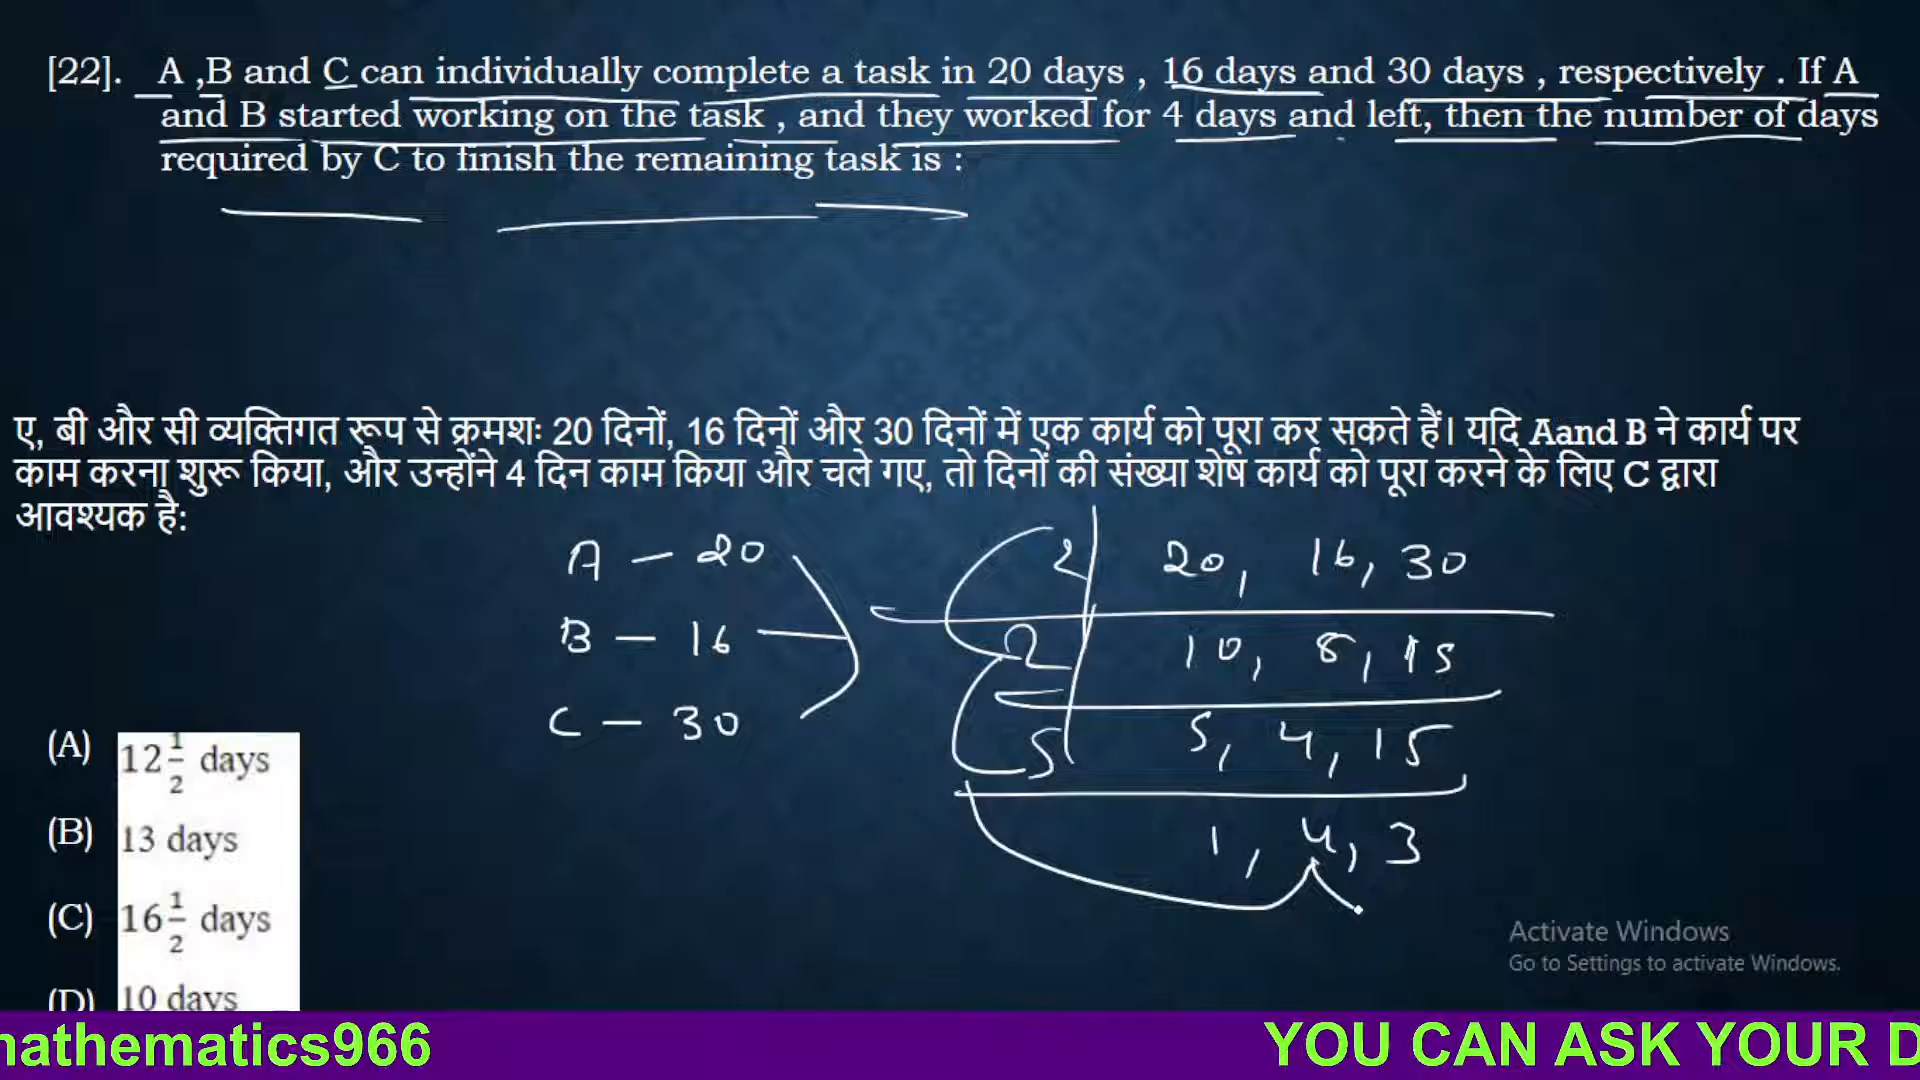 [22]. A ,B and C can individually complete a task in 20 days , 16 days and 30 days , respectively . If A
and B started working on the task , and they worked for 4 days and left, then the number of days
required by C to finish the remaining task is :
ए, बी और सी व्यक्तिगत रूप से क्रमशः 20 दिनों, 16 दिनों और 30 दिनों में एक कार्य को पूरा कर सकते हैं। यदि Aand B ने कार्य पर
काम करना शुरू किया, और उन्होंने 4 दिन काम किया और चले गए, तो दिनों की संख्या शेष कार्य को पूरा करने के लिए C द्वारा
आवश्यक है:
A – 20
B – 16
C – 30
2 20, 16, 30
2 10, 8, 15
5 5, 4, 15
1, 4, 3
(A) 12 1/2 days
(B) 13 days
(C) 16 1/2 days
(D) 10 days
Activate Windows
Go to Settings to activate Windows.
mathematics966
YOU CAN ASK YOUR D